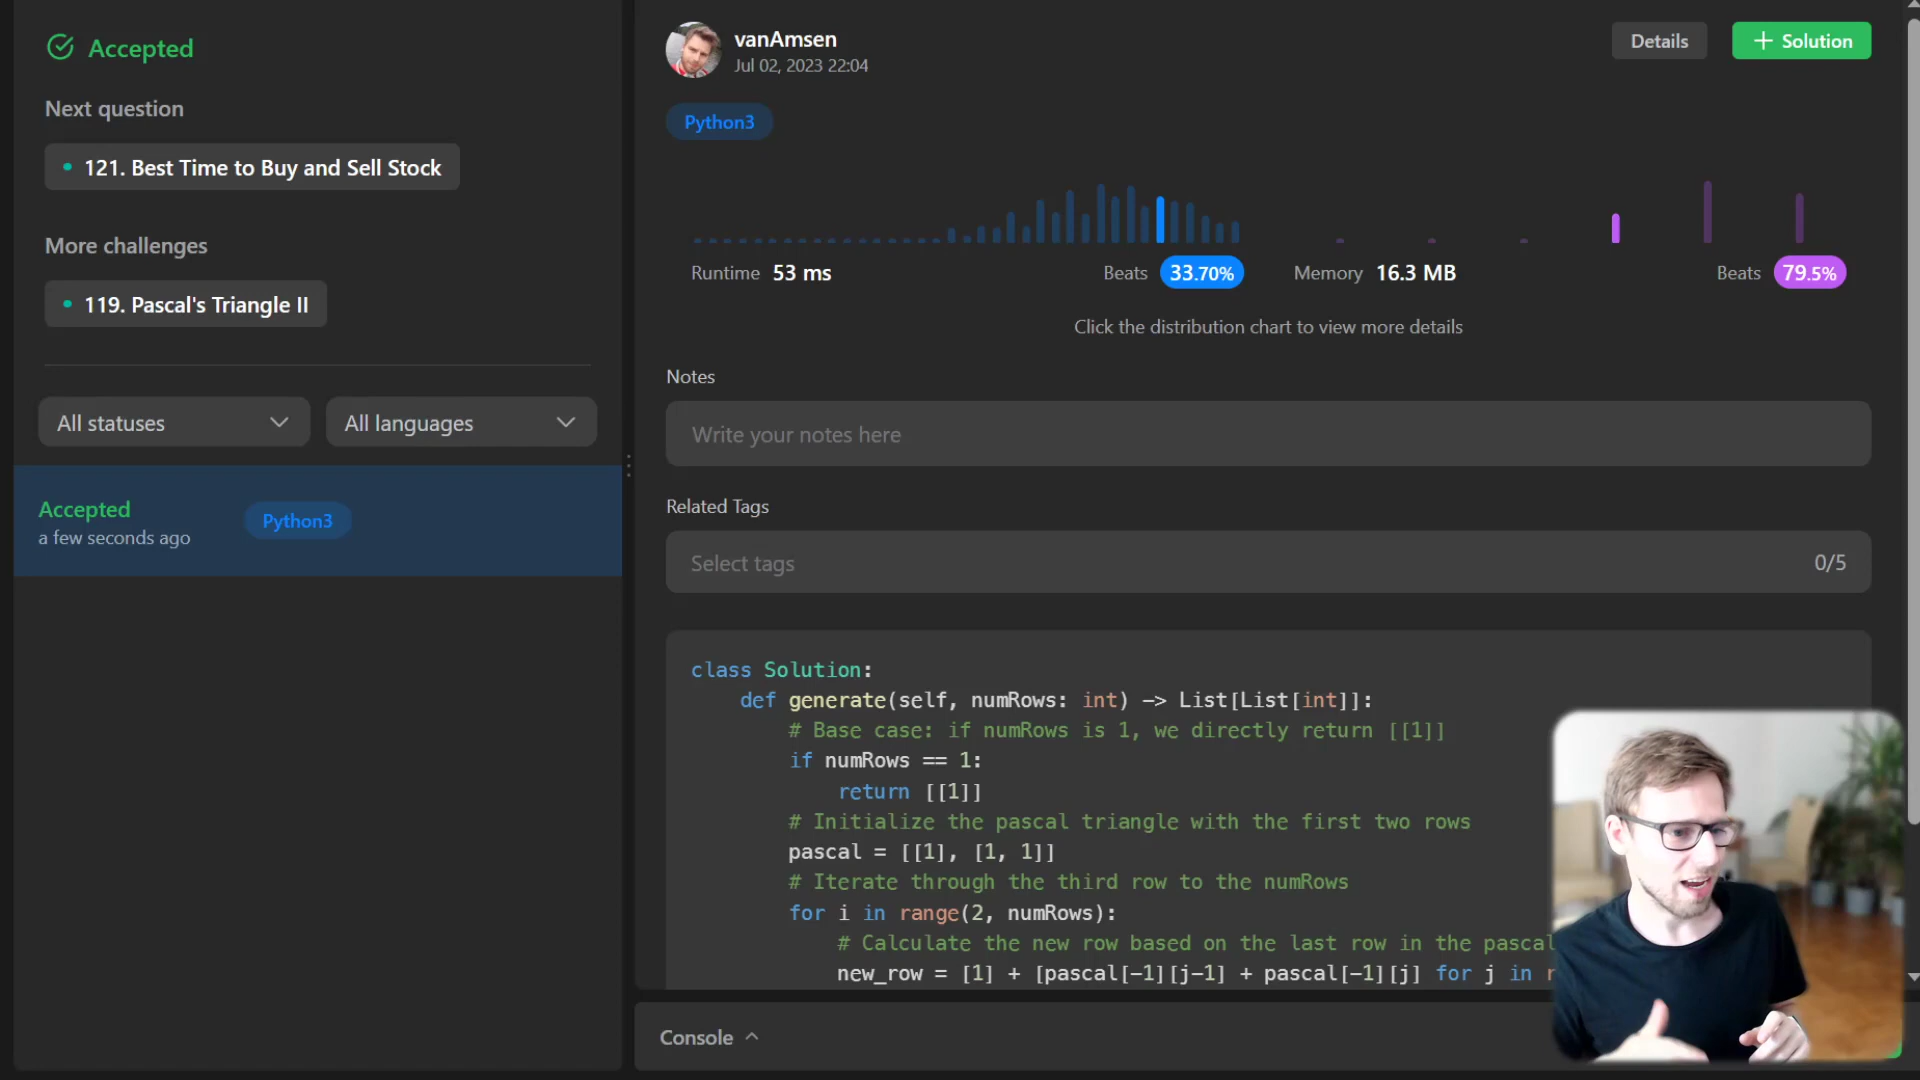 Accepted
Next question
121. Best Time to Buy and Sell Stock
More challenges
119. Pascal's Triangle II
All statuses
All languages
Accepted
a few seconds ago
Python3
vanAmsen
Jul 02, 2023 22:04
Details
+ Solution
Python3
Runtime 53 ms
Beats 33.70%
Memory 16.3 MB
Beats 79.5%
Click the distribution chart to view more details
Notes
Write your notes here
Related Tags
Select tags
0/5
class Solution:
def generate(self, numRows: int) -> List[List[int]]:
# Base case: if numRows is 1, we directly return [[1]]
if numRows == 1:
return [[1]]
# Initialize the pascal triangle with the first two rows
pascal = [[1], [1, 1]]
# Iterate through the third row to the numRows
for i in range(2, numRows):
# Calculate the new row based on the last row in the pascal
new_row = [1] + [pascal[-1][j-1] + pascal[-1][j] for j in r
Console